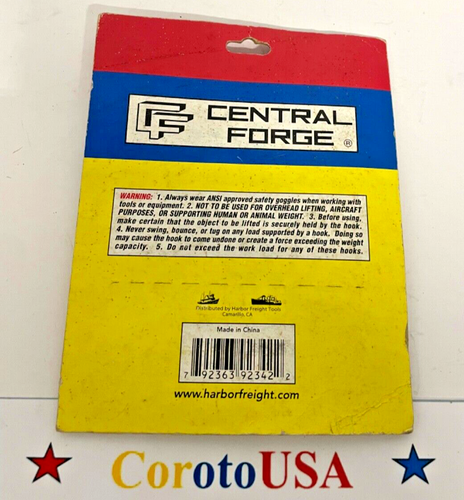 CENTRAL
FORGE ®
WARNING: 1. Always wear ANSI approved safety goggles when working with
tools or equipment. 2. NOT TO BE USED FOR OVERHEAD LIFTING, AIRCRAFT
PURPOSES, OR SUPPORTING HUMAN OR ANIMAL WEIGHT. 3. Before using,
make certain that the object to be lifted is securely held by the hook.
4. Never swing, bounce, or tug on any load supported by a hook. Doing so
may cause the hook to come undone or create a force exceeding the weight
capacity. 5. Do not exceed the work load for any of these hooks.
Distributed by Harbor Freight Tools
Camarillo, CA
Made in China
7 92363 92342 2
www.harborfreight.com
CorotoUSA